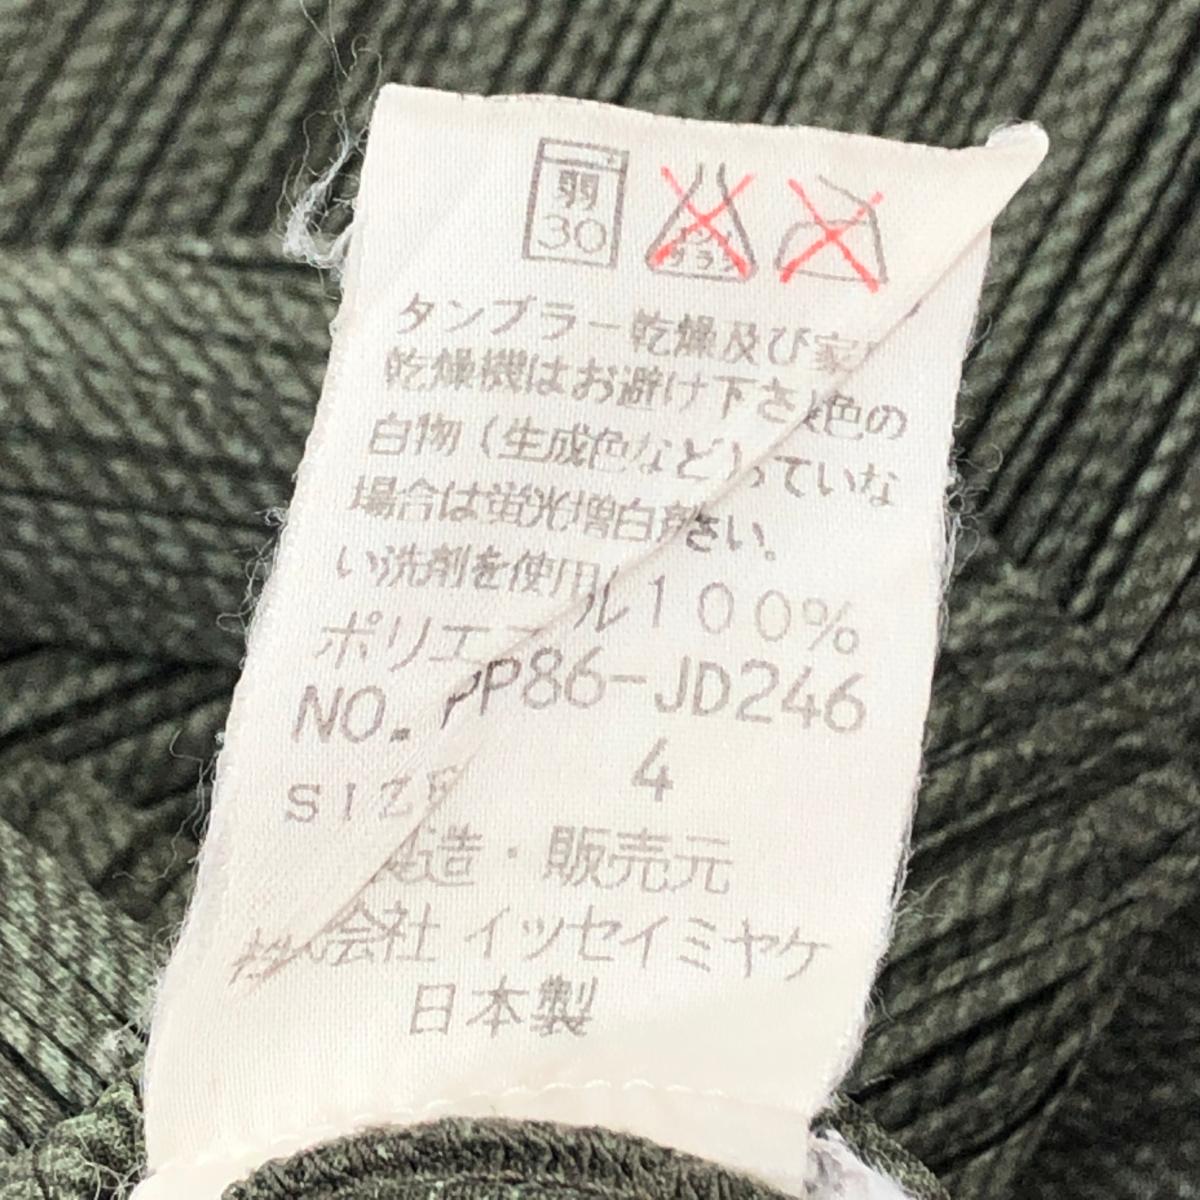 弱
30
タンブラー乾燥及び家
乾燥機はお避け下さ 色の
白物(生成色など) っていな
場合は蛍光増白 さい。
い洗剤を使用
ポリエ ル100%
NO. PP86-JD246
SIZE 4
造・販売元
会社 イッセイミヤケ
日本製